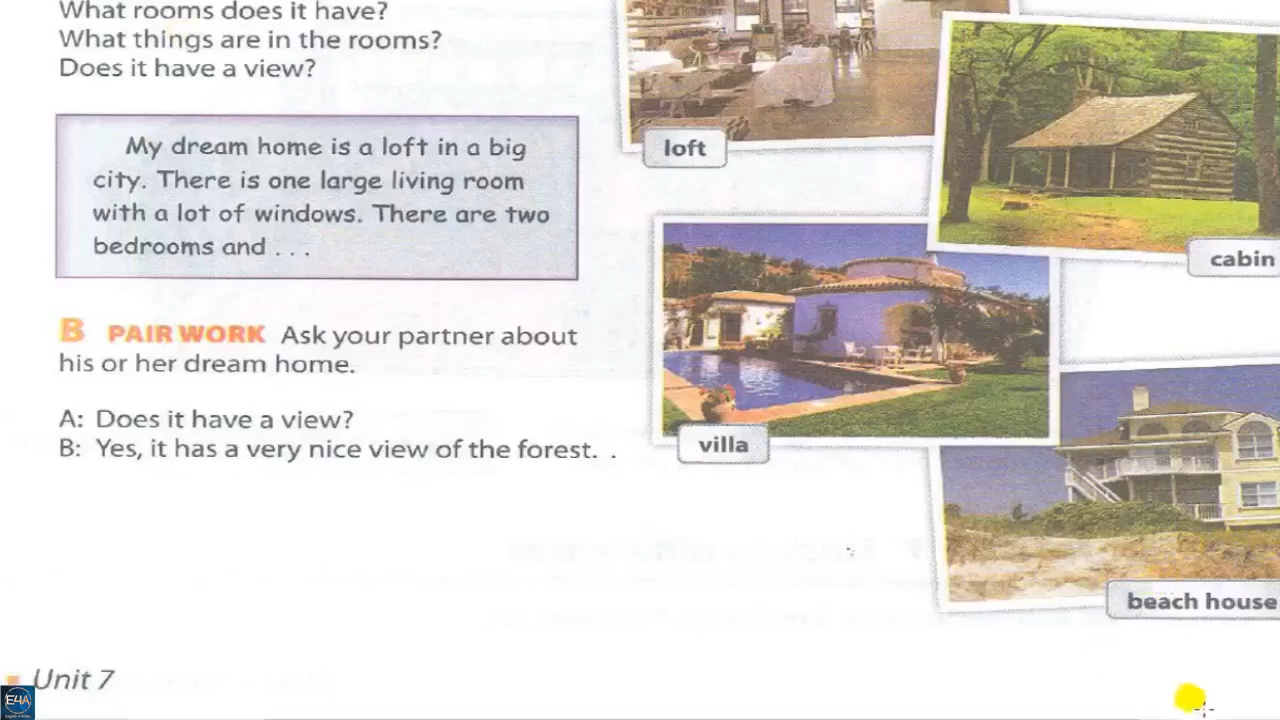 What rooms does it have?
What things are in the rooms?
Does it have a view?
My dream home is a loft in a big
city. There is one large living room
with a lot of windows. There are two
bedrooms and . . .
B PAIR WORK Ask your partner about
his or her dream home.
A: Does it have a view?
B: Yes, it has a very nice view of the forest. .
loft
cabin
villa
beach house
Unit 7
E4A